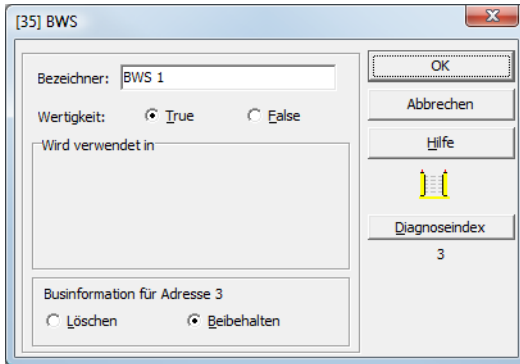 [35] BWS
Bezeichner: BWS 1
Wertigkeit: True False
Wird verwendet in
Businformation für Adresse 3
Löschen Beibehalten
OK
Abbrechen
Hilfe
Diagnoseindex
3